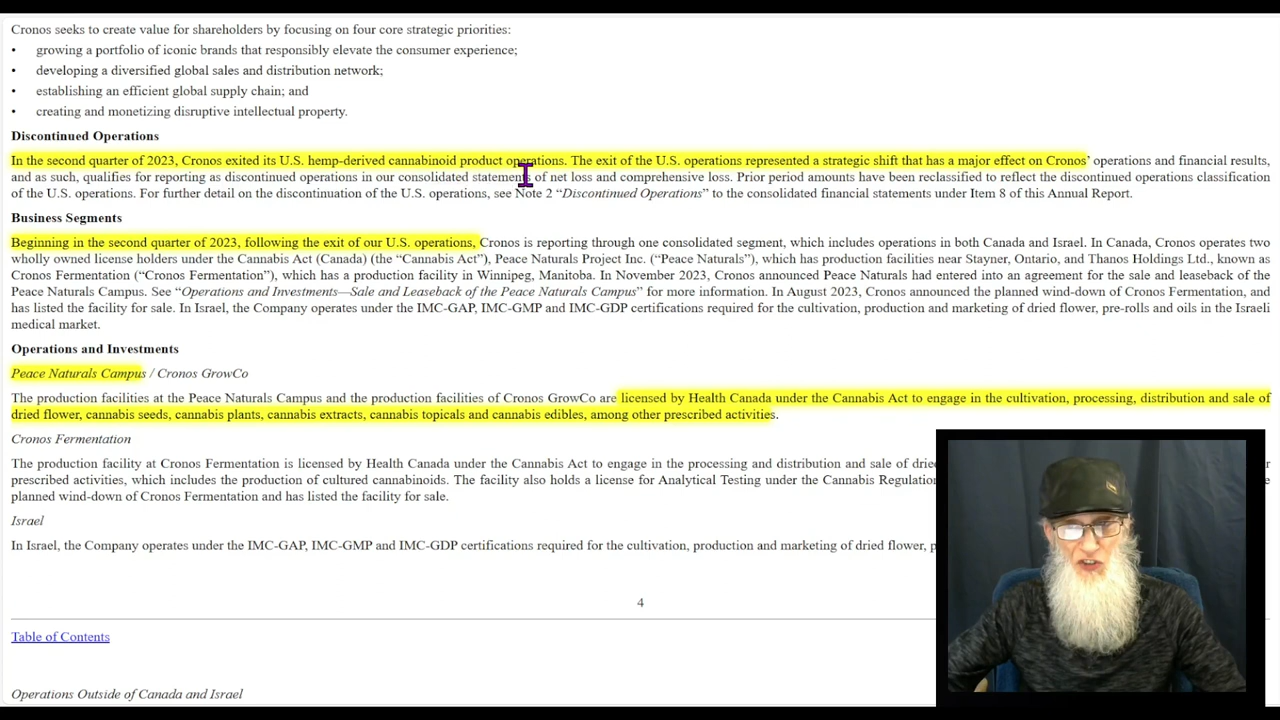 Cronos seeks to create value for shareholders by focusing on four core strategic priorities:
• growing a portfolio of iconic brands that responsibly elevate the consumer experience;
• developing a diversified global sales and distribution network;
• establishing an efficient global supply chain; and
• creating and monetizing disruptive intellectual property.
Discontinued Operations
In the second quarter of 2023, Cronos exited its U.S. hemp-derived cannabinoid product operations. The exit of the U.S. operations represented a strategic shift that has a major effect on Cronos’ operations and financial results,
and as such, qualifies for reporting as discontinued operations in our consolidated statements of net loss and comprehensive loss. Prior period amounts have been reclassified to reflect the discontinued operations classification
of the U.S. operations. For further detail on the discontinuation of the U.S. operations, see Note 2 “Discontinued Operations” to the consolidated financial statements under Item 8 of this Annual Report.
Business Segments
Beginning in the second quarter of 2023, following the exit of our U.S. operations, Cronos is reporting through one consolidated segment, which includes operations in both Canada and Israel. In Canada, Cronos operates two
wholly owned license holders under the Cannabis Act (Canada) (the “Cannabis Act”), Peace Naturals Project Inc. (“Peace Naturals”), which has production facilities near Stayner, Ontario, and Thanos Holdings Ltd., known as
Cronos Fermentation (“Cronos Fermentation”), which has a production facility in Winnipeg, Manitoba. In November 2023, Cronos announced Peace Naturals had entered into an agreement for the sale and leaseback of the
Peace Naturals Campus. See “Operations and Investments—Sale and Leaseback of the Peace Naturals Campus” for more information. In August 2023, Cronos announced the planned wind-down of Cronos Fermentation, and
has listed the facility for sale. In Israel, the Company operates under the IMC-GAP, IMC-GMP and IMC-GDP certifications required for the cultivation, production and marketing of dried flower, pre-rolls and oils in the Israeli
medical market.
Operations and Investments
Peace Naturals Campus / Cronos GrowCo
The production facilities at the Peace Naturals Campus and the production facilities of Cronos GrowCo are licensed by Health Canada under the Cannabis Act to engage in the cultivation, processing, distribution and sale of
dried flower, cannabis seeds, cannabis plants, cannabis extracts, cannabis topicals and cannabis edibles, among other prescribed activities.
Cronos Fermentation
The production facility at Cronos Fermentation is licensed by Health Canada under the Cannabis Act to engage in the processing and distribution and sale of
prescribed activities, which includes the production of cultured cannabinoids. The facility also holds a license for Analytical Testing under the Cannabis
planned wind-down of Cronos Fermentation and has listed the facility for sale.
Israel
In Israel, the Company operates under the IMC-GAP, IMC-GMP and IMC-GDP certifications required for the cultivation, production and marketing of dried flower,
4
Table of Contents
Operations Outside of Canada and Israel